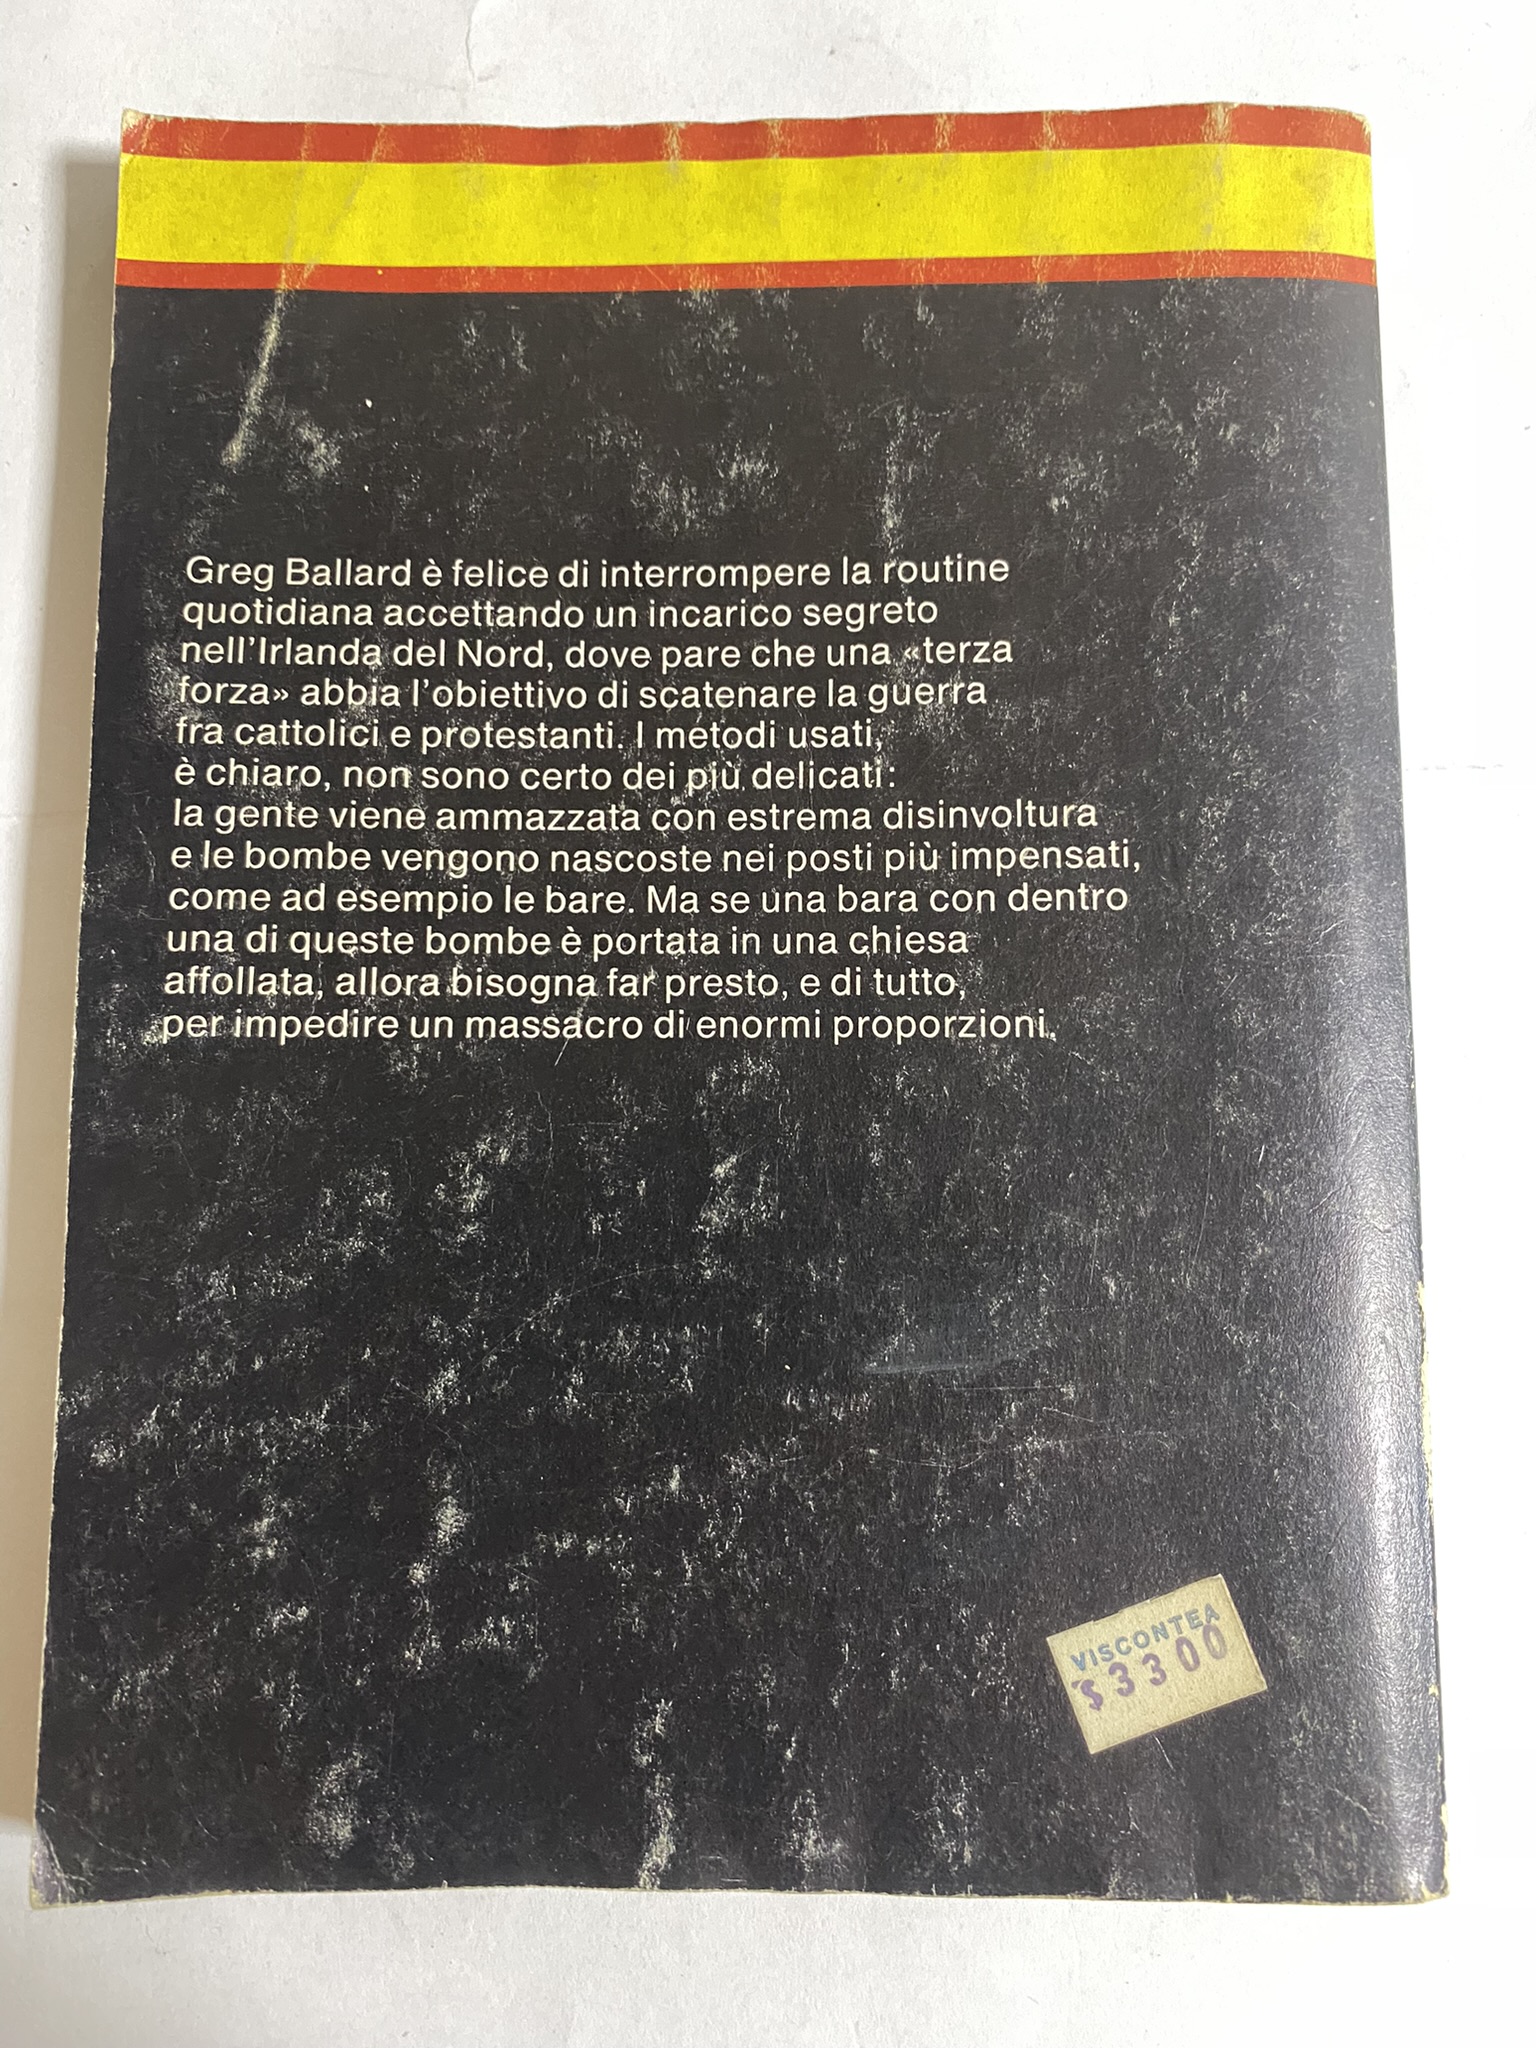 Greg Ballard è felice di interrompere la routine
quotidiana accettando un incarico segreto
nell'Irlanda del Nord, dove pare che una «terza
forza» abbia l'obiettivo di scatenare la guerra
fra cattolici e protestanti. I metodi usati,
è chiaro, non sono certo dei più delicati:
la gente viene ammazzata con estrema disinvoltura
e le bombe vengono nascoste nei posti più impensati,
come ad esempio le bare. Ma se una bara con dentro
una di queste bombe è portata in una chiesa
affollata, allora bisogna far presto, e di tutto,
per impedire un massacro di enormi proporzioni.
VISCONTEA
$3300